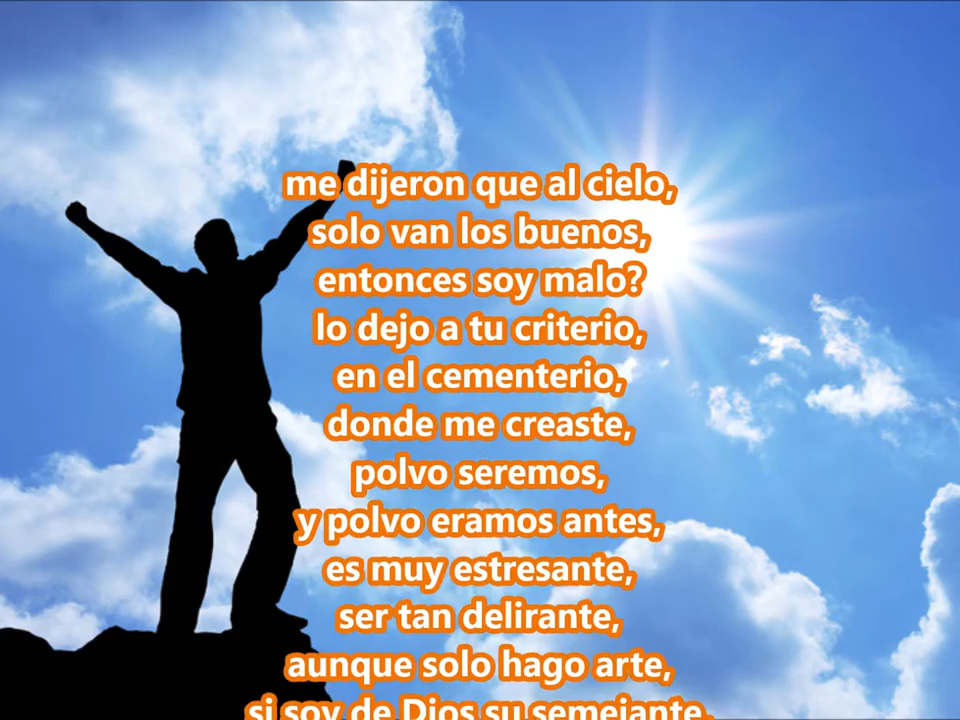 me dijeron que al cielo,
solo van los buenos,
entonces soy malo?
lo dejo a tu criterio,
en el cementerio,
donde me creaste,
polvo seremos,
y polvo eramos antes,
es muy estresante,
ser tan delirante,
aunque solo hago arte,
si soy de Dios su semejante,